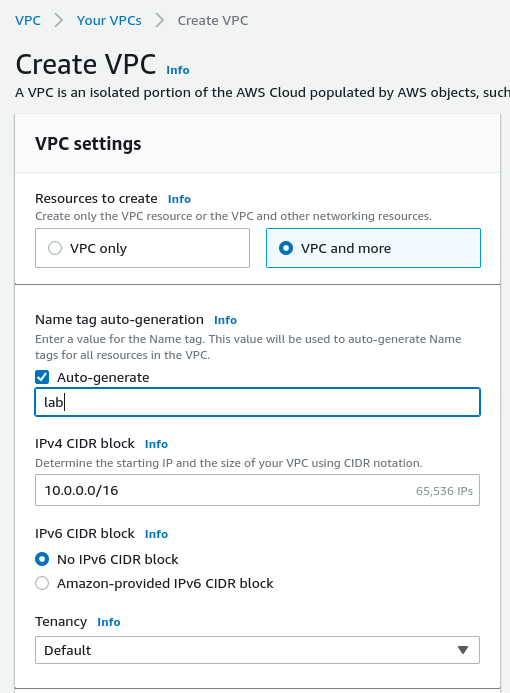 VPC > Your VPCs > Create VPC
Create VPC Info
A VPC is an isolated portion of the AWS Cloud populated by AWS objects, such
VPC settings
Resources to create Info
Create only the VPC resource or the VPC and other networking resources.
VPC only VPC and more
Name tag auto-generation Info
Enter a value for the Name tag. This value will be used to auto-generate Name
tags for all resources in the VPC.
Auto-generate
lab
IPv4 CIDR block Info
Determine the starting IP and the size of your VPC using CIDR notation.
10.0.0.0/16 65,536 IPs
IPv6 CIDR block Info
No IPv6 CIDR block
Amazon-provided IPv6 CIDR block
Tenancy Info
Default